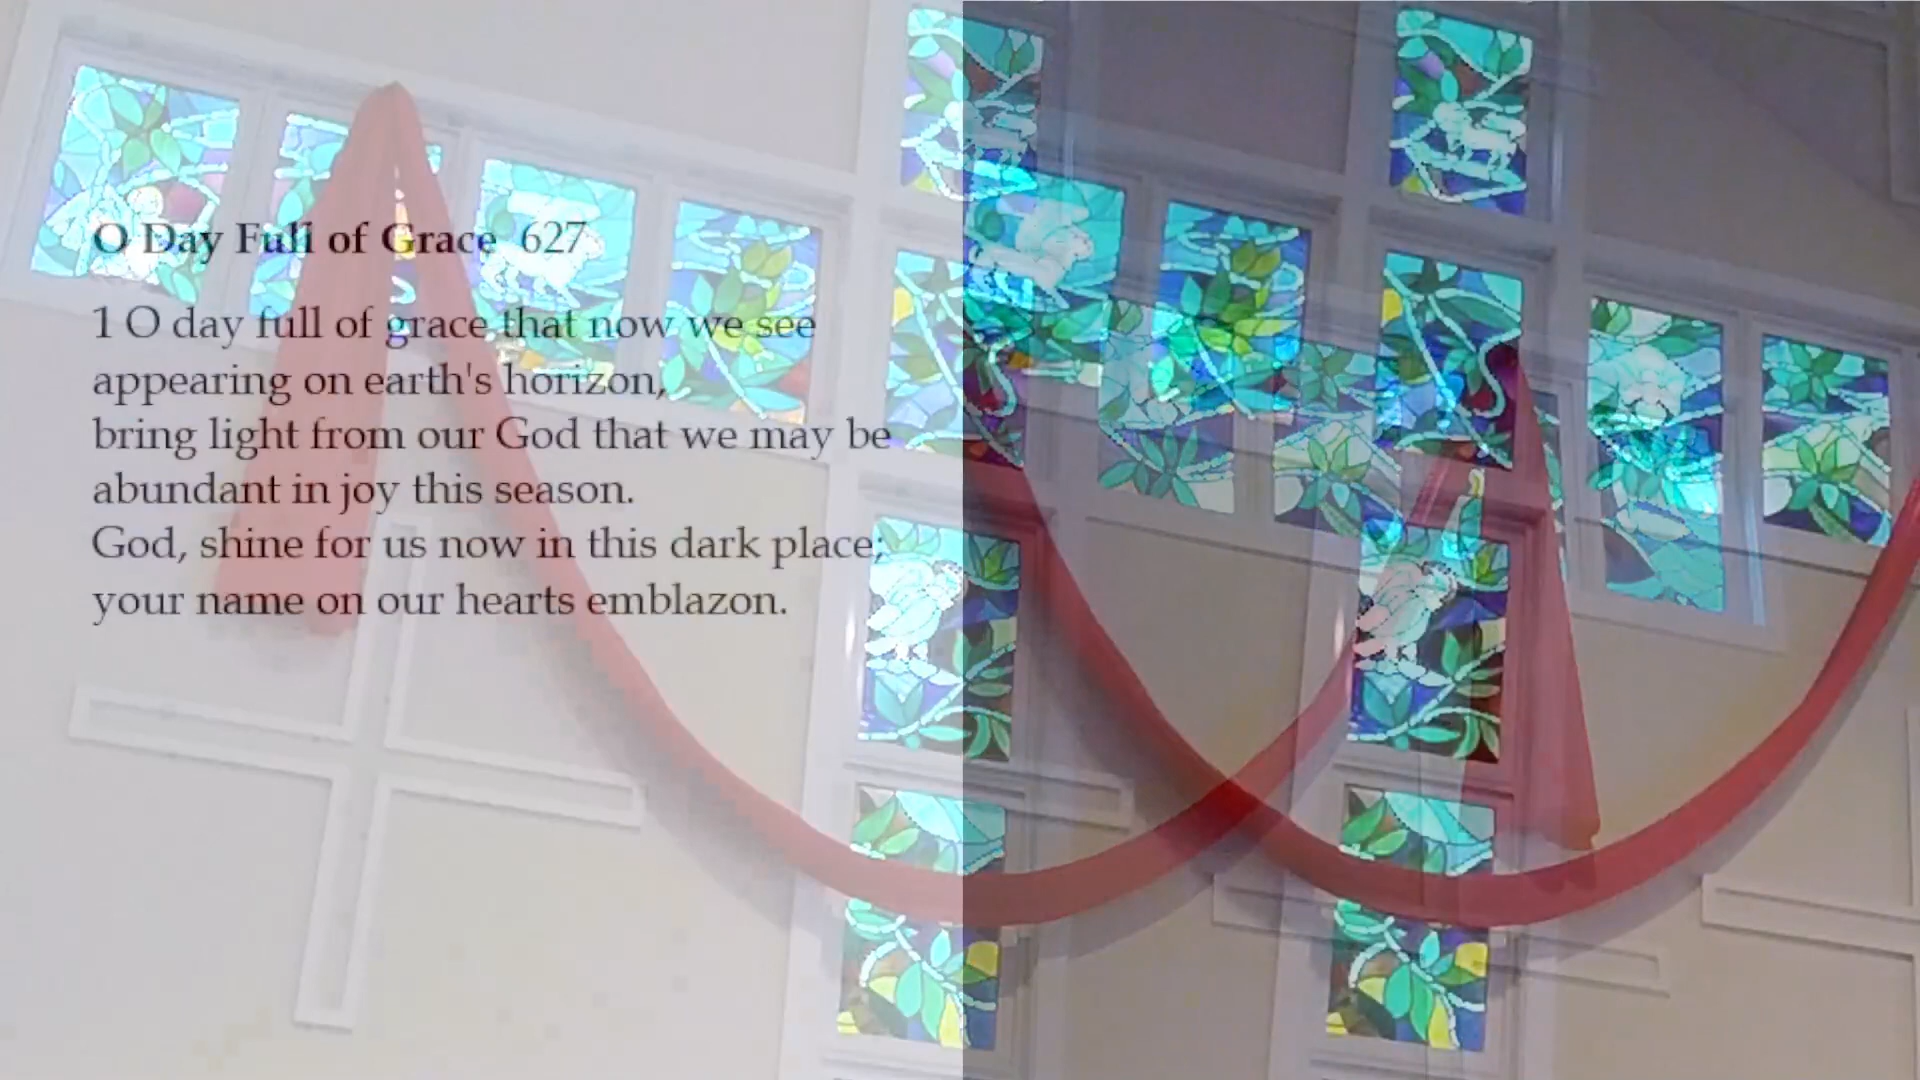 O Day Full of Grace 627
1 O day full of grace that now we see
appearing on earth's horizon,
bring light from our God that we may be
abundant in joy this season.
God, shine for us now in this dark place;
your name on our hearts emblazon.